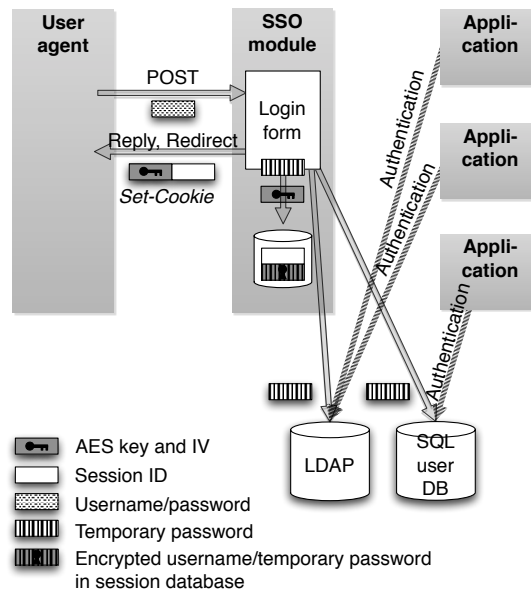 User
agent
SSO
module
Appli-
cation
POST
Login
form
Reply, Redirect
Set-Cookie
Authentication
Appli-
cation
Authentication
Appli-
cation
Authentication
LDAP
SQL
user
DB
AES key and IV
Session ID
Username/password
Temporary password
Encrypted username/temporary password
in session database